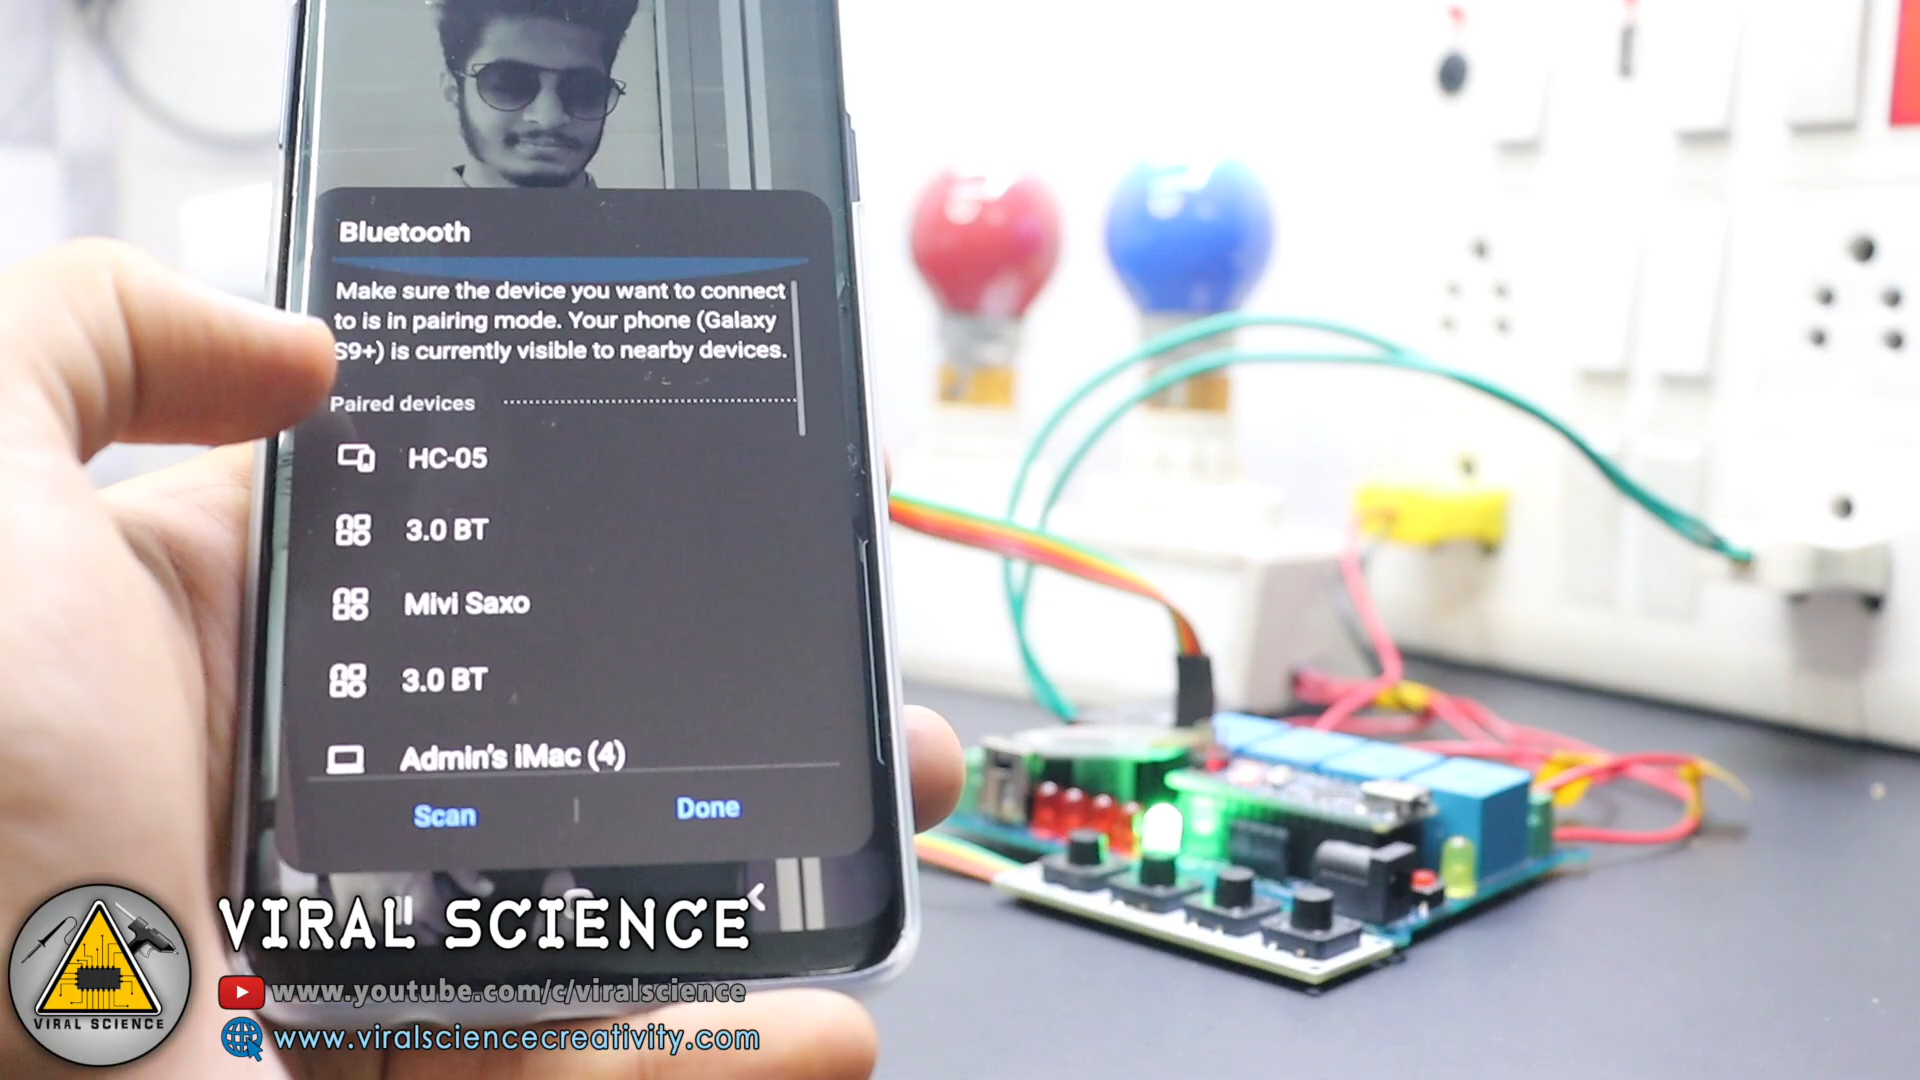 Bluetooth
Make sure the device you want to connect
to is in pairing mode. Your phone (Galaxy
S9+) is currently visible to nearby devices.
Paired devices
HC-05
3.0 BT
Mivi Saxo
3.0 BT
Admin's iMac (4)
Scan
Done
VIRAL SCIENCE
www.youtube.com/c/viralscience
www.viralsciencecreativity.com
VIRAL SCIENCE